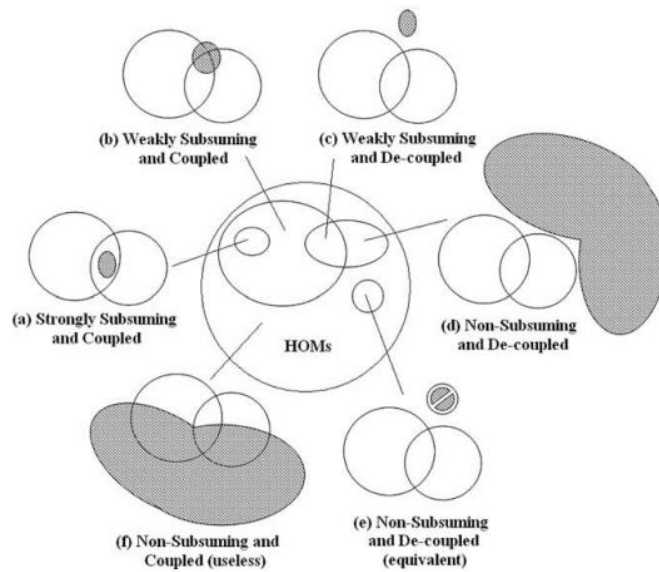 (b) Weakly Subsuming
and Coupled
(c) Weakly Subsuming
and De-coupled
(a) Strongly Subsuming
and Coupled
HOMs
(d) Non-Subsuming
and De-coupled
(f) Non-Subsuming and
Coupled (useless)
(e) Non-Subsuming
and De-coupled
(equivalent)